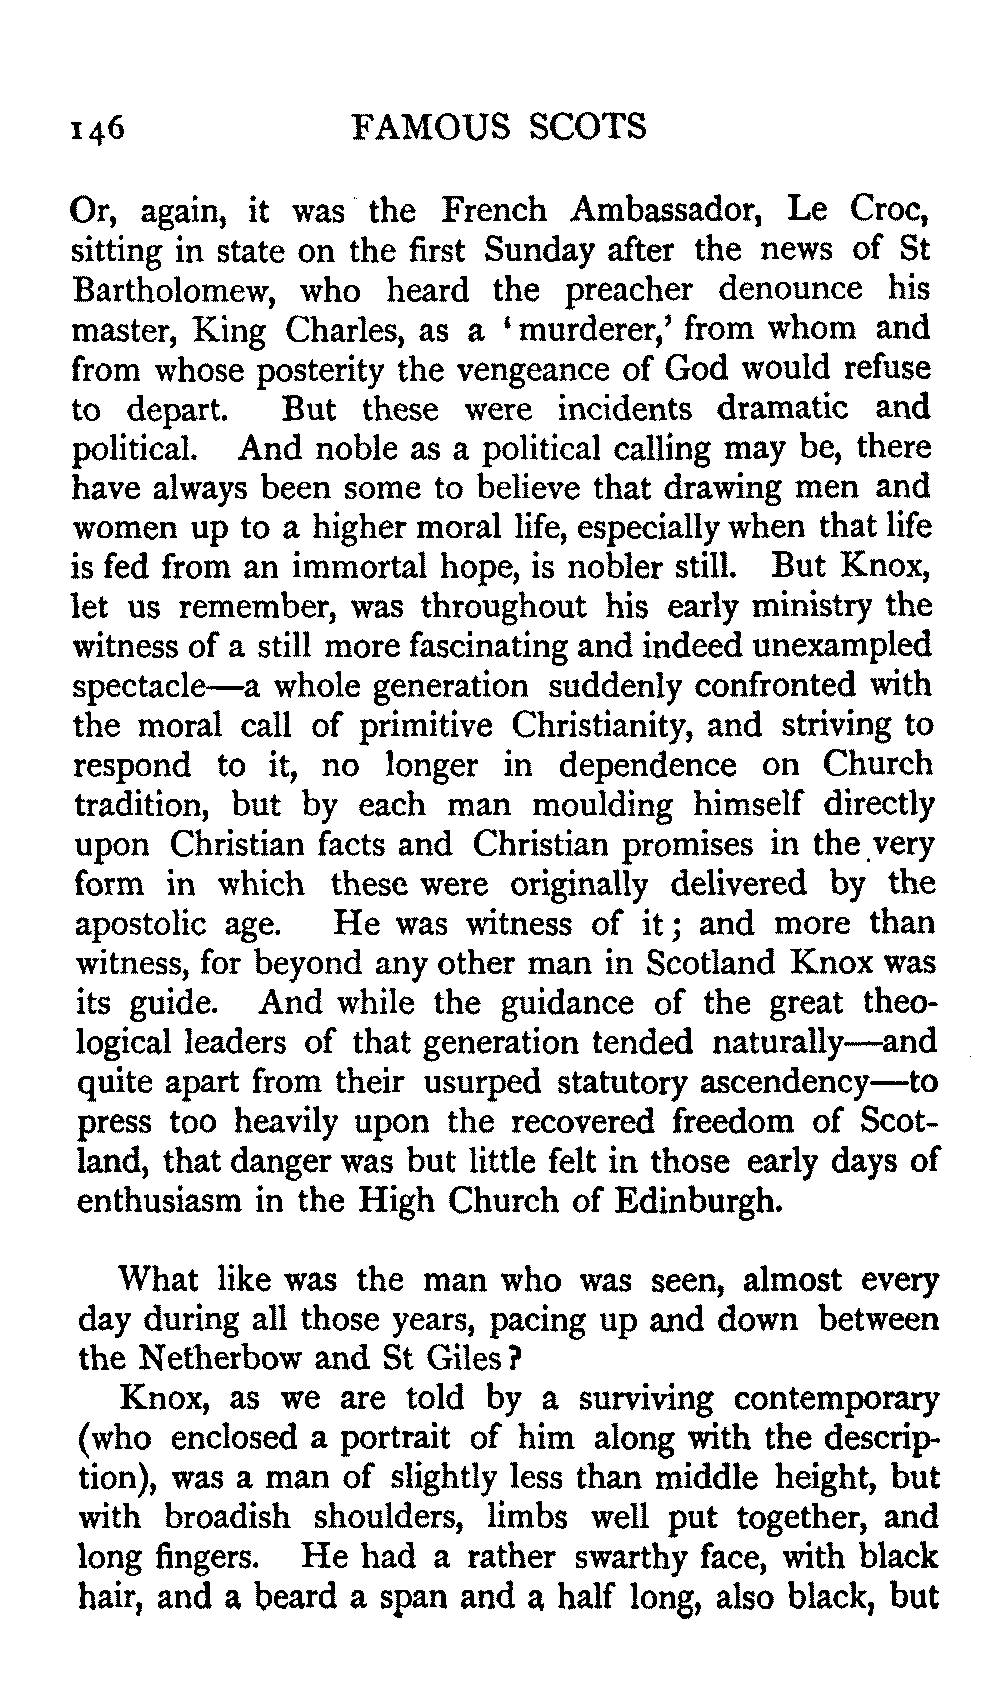 146 FAMOUS SCOTS
Or, again, it was the French Ambassador, Le Croc,
sitting in state on the first Sunday after the news of St
Bartholomew, who heard the preacher denounce his
master, King Charles, as a ‘murderer,’ from whom and
from whose posterity the vengeance of God would refuse
to depart. But these were incidents dramatic and
political. And noble as a political calling may be, there
have always been some to believe that drawing men and
women up to a higher moral life, especially when that life
is fed from an immortal hope, is nobler still. But Knox,
let us remember, was throughout his early ministry the
witness of a still more fascinating and indeed unexampled
spectacle—a whole generation suddenly confronted with
the moral call of primitive Christianity, and striving to
respond to it, no longer in dependence on Church
tradition, but by each man moulding himself directly
upon Christian facts and Christian promises in the very
form in which these were originally delivered by the
apostolic age. He was witness of it; and more than
witness, for beyond any other man in Scotland Knox was
its guide. And while the guidance of the great theo-
logical leaders of that generation tended naturally—and
quite apart from their usurped statutory ascendency—to
press too heavily upon the recovered freedom of Scot-
land, that danger was but little felt in those early days of
enthusiasm in the High Church of Edinburgh.
What like was the man who was seen, almost every
day during all those years, pacing up and down between
the Netherbow and St Giles?
Knox, as we are told by a surviving contemporary
(who enclosed a portrait of him along with the descrip-
tion), was a man of slightly less than middle height, but
with broadish shoulders, limbs well put together, and
long fingers. He had a rather swarthy face, with black
hair, and a beard a span and a half long, also black, but